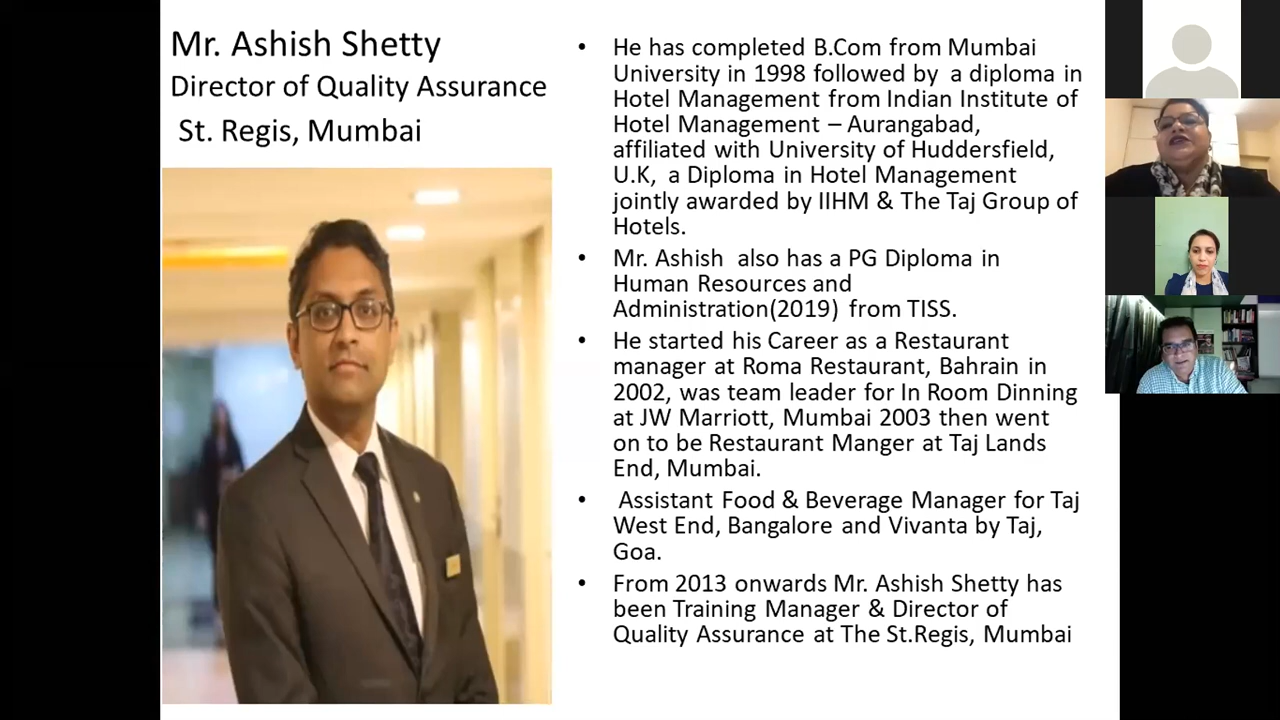 Mr. Ashish Shetty
Director of Quality Assurance
St. Regis, Mumbai
• He has completed B.Com from Mumbai
University in 1998 followed by a diploma in
Hotel Management from Indian Institute of
Hotel Management – Aurangabad,
affiliated with University of Huddersfield,
U.K, a Diploma in Hotel Management
jointly awarded by IIHM & The Taj Group of
Hotels.
• Mr. Ashish also has a PG Diploma in
Human Resources and
Administration(2019) from TISS.
• He started his Career as a Restaurant
manager at Roma Restaurant, Bahrain in
2002, was team leader for In Room Dinning
at JW Marriott, Mumbai 2003 then went
on to be Restaurant Manger at Taj Lands
End, Mumbai.
• Assistant Food & Beverage Manager for Taj
West End, Bangalore and Vivanta by Taj,
Goa.
• From 2013 onwards Mr. Ashish Shetty has
been Training Manager & Director of
Quality Assurance at The St.Regis, Mumbai